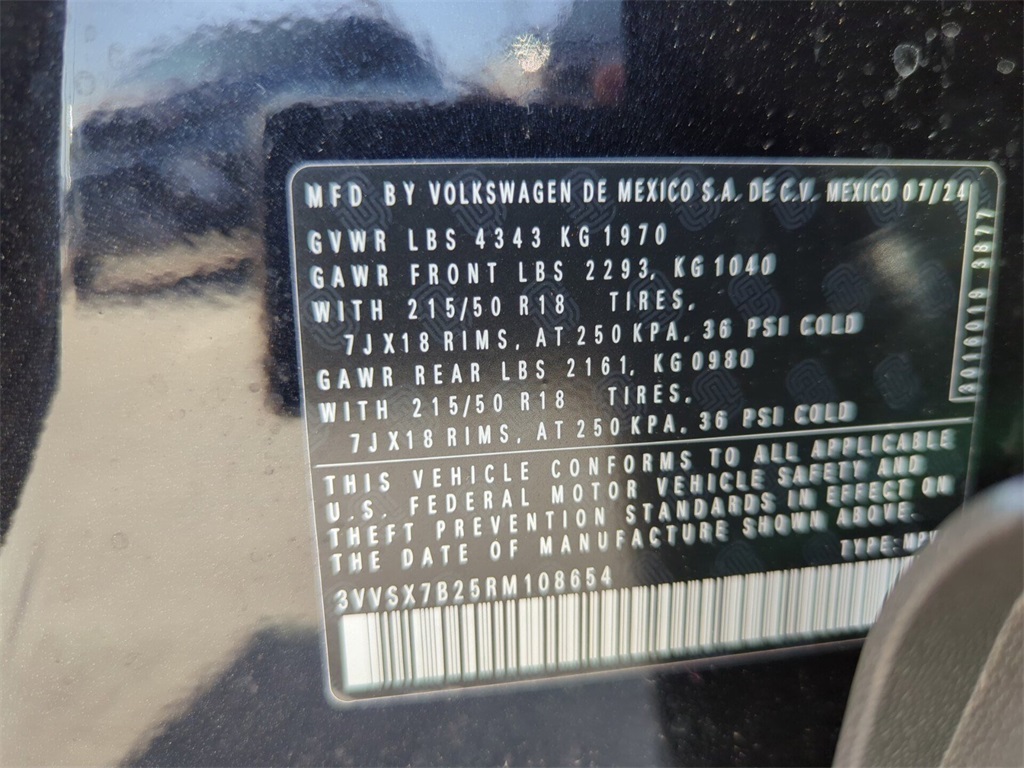 MFD BY VOLKSWAGEN DE MEXICO S.A. DE C.V. MEXICO 07/24
GVWR LBS 4343 KG 1970
GAWR FRONT LBS 2293, KG 1040
WITH 215/50 R18 TIRES,
7JX18 RIMS, AT 250 KPA, 36 PSI COLD
GAWR REAR LBS 2161, KG 0980
WITH 215/50 R18 TIRES,
7JX18 RIMS, AT 250 KPA, 36 PSI COLD
THIS VEHICLE CONFORMS TO ALL APPLICABLE
U.S. FEDERAL MOTOR VEHICLE SAFETY AND
THEFT PREVENTION STANDARDS IN EFFECT ON
THE DATE OF MANUFACTURE SHOWN ABOVE.
TYPE:
3VVSX7B25RM108654